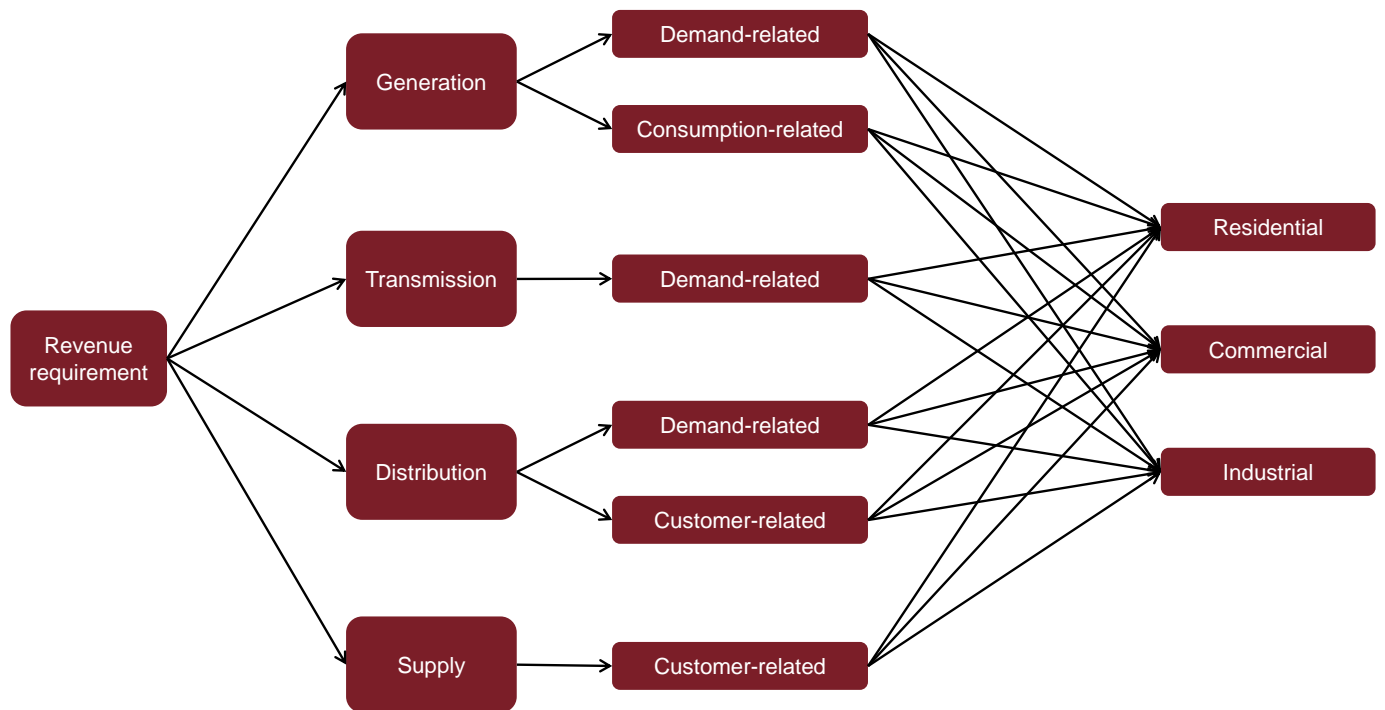 Revenue
requirement
Generation
Transmission
Distribution
Supply
Demand-related
Consumption-related
Demand-related
Demand-related
Customer-related
Customer-related
Residential
Commercial
Industrial